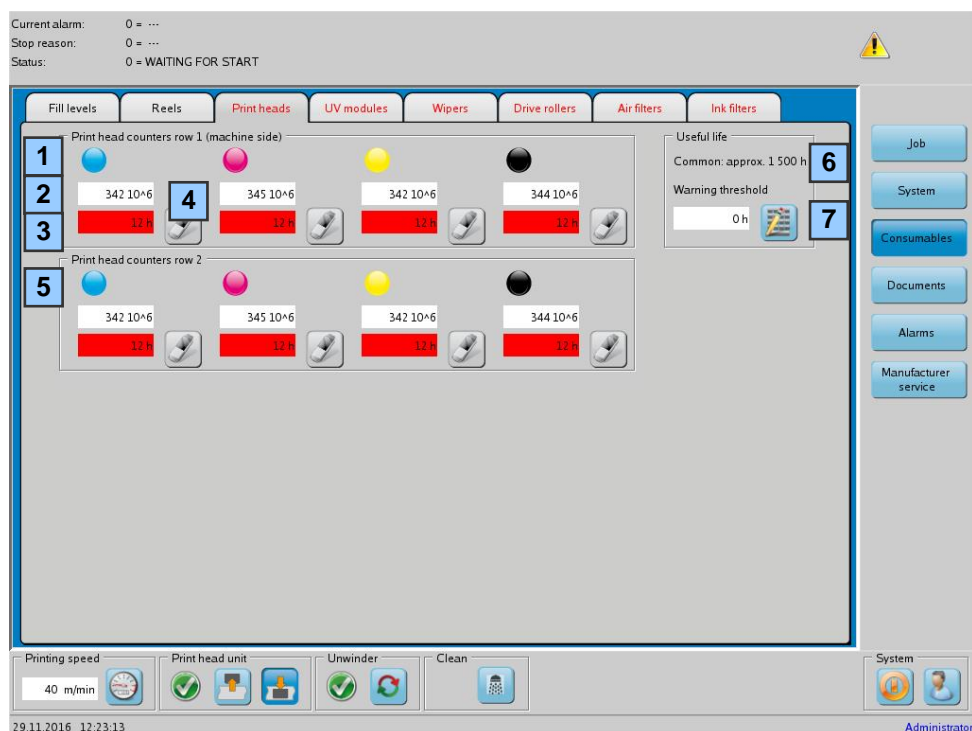 Current alarm: 0 = ---
Stop reason: 0 = ---
Status: 0 = WAITING FOR START
Fill levels Reels Print heads UV modules Wipers Drive rollers Air filters Ink filters
Print head counters row 1 (machine side)
Useful life
1
Common: approx. 1 500 h
6
2
342 10^6
4
345 10^6
342 10^6
344 10^6
Warning threshold
3
12 h
12 h
12 h
12 h
0 h
7
Print head counters row 2
5
342 10^6
345 10^6
342 10^6
344 10^6
12 h
12 h
12 h
12 h
Job
System
Consumables
Documents
Alarms
Manufacturer
service
Printing speed
40 m/min
Print head unit
Unwinder
Clean
System
29.11.2016 12:23:13
Administrator